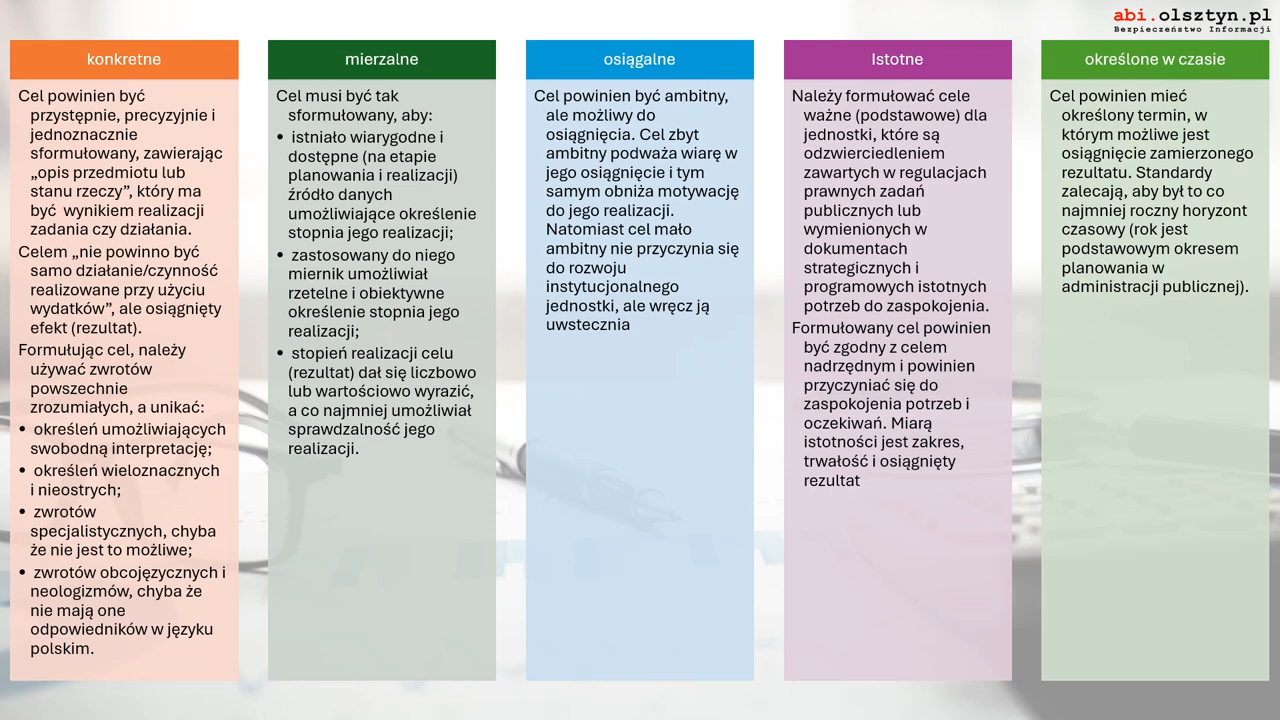 abi.olsztyn.pl
Bezpieczeństwo Informacji
konkretne
Cel powinien być
przystępnie, precyzyjnie i
jednoznacznie
sformułowany, zawierając
„opis przedmiotu lub
stanu rzeczy”, który ma
być wynikiem realizacji
zadania czy działania.
Celem „nie powinno być
samo działanie/czynność
realizowane przy użyciu
wydatków”, ale osiągnięty
efekt (rezultat).
Formułując cel, należy
używać zwrotów
powszechnie
zrozumiałych, a unikać:
• określeń umożliwiających
swobodną interpretację;
• określeń wieloznacznych
i nieostrych;
• zwrotów
specjalistycznych, chyba
że nie jest to możliwe;
• zwrotów obcojęzycznych i
neologizmów, chyba że
nie mają one
odpowiedników w języku
polskim.
mierzalne
Cel musi być tak
sformułowany, aby:
• istniało wiarygodne i
dostępne (na etapie
planowania i realizacji)
źródło danych
umożliwiające określenie
stopnia jego realizacji;
• zastosowany do niego
miernik umożliwiał
rzetelne i obiektywne
określenie stopnia jego
realizacji;
• stopień realizacji celu
(rezultat) dał się liczbowo
lub wartościowo wyrazić,
a co najmniej umożliwiał
sprawdzalność jego
realizacji.
osiągalne
Cel powinien być ambitny,
ale możliwy do
osiągnięcia. Cel zbyt
ambitny podważa wiarę w
jego osiągnięcie i tym
samym obniża motywację
do jego realizacji.
Natomiast cel mało
ambitny nie przyczynia się
do rozwoju
instytucjonalnego
jednostki, ale wręcz ją
uwstecznia
Istotne
Należy formułować cele
ważne (podstawowe) dla
jednostki, które są
odzwierciedleniem
zawartych w regulacjach
prawnych zadań
publicznych lub
wymienionych w
dokumentach
strategicznych i
programowych istotnych
potrzeb do zaspokojenia.
Formułowany cel powinien
być zgodny z celem
nadrzędnym i powinien
przyczyniać się do
zaspokojenia potrzeb i
oczekiwań. Miarą
istotności jest zakres,
trwałość i osiągnięty
rezultat
określone w czasie
Cel powinien mieć
określony termin, w
którym możliwe jest
osiągnięcie zamierzonego
rezultatu. Standardy
zalecają, aby był to co
najmniej roczny horyzont
czasowy (rok jest
podstawowym okresem
planowania w
administracji publicznej).